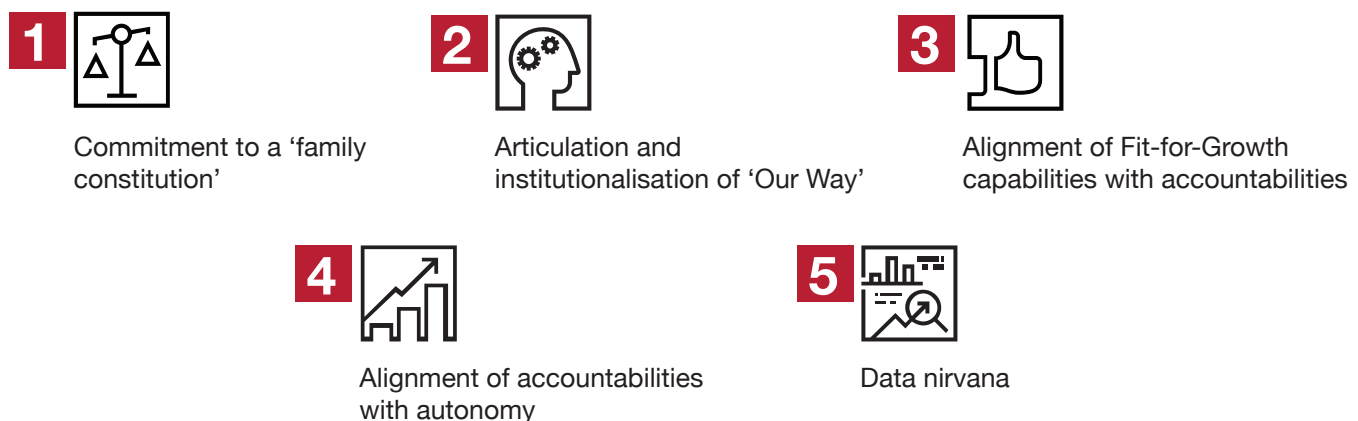 1
Commitment to a ‘family
constitution’
2
Articulation and
institutionalisation of ‘Our Way’
3
Alignment of Fit-for-Growth
capabilities with accountabilities
4
Alignment of accountabilities
with autonomy
5
Data nirvana